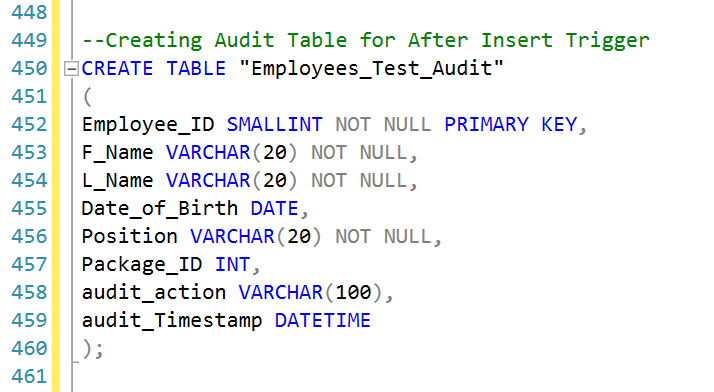 448
449 --Creating Audit Table for After Insert Trigger
450 CREATE TABLE "Employees_Test_Audit"
451 (
452 Employee_ID SMALLINT NOT NULL PRIMARY KEY,
453 F_Name VARCHAR(20) NOT NULL,
454 L_Name VARCHAR(20) NOT NULL,
455 Date_of_Birth DATE,
456 Position VARCHAR(20) NOT NULL,
457 Package_ID INT,
458 audit_action VARCHAR(100),
459 audit_Timestamp DATETIME
460 );
461